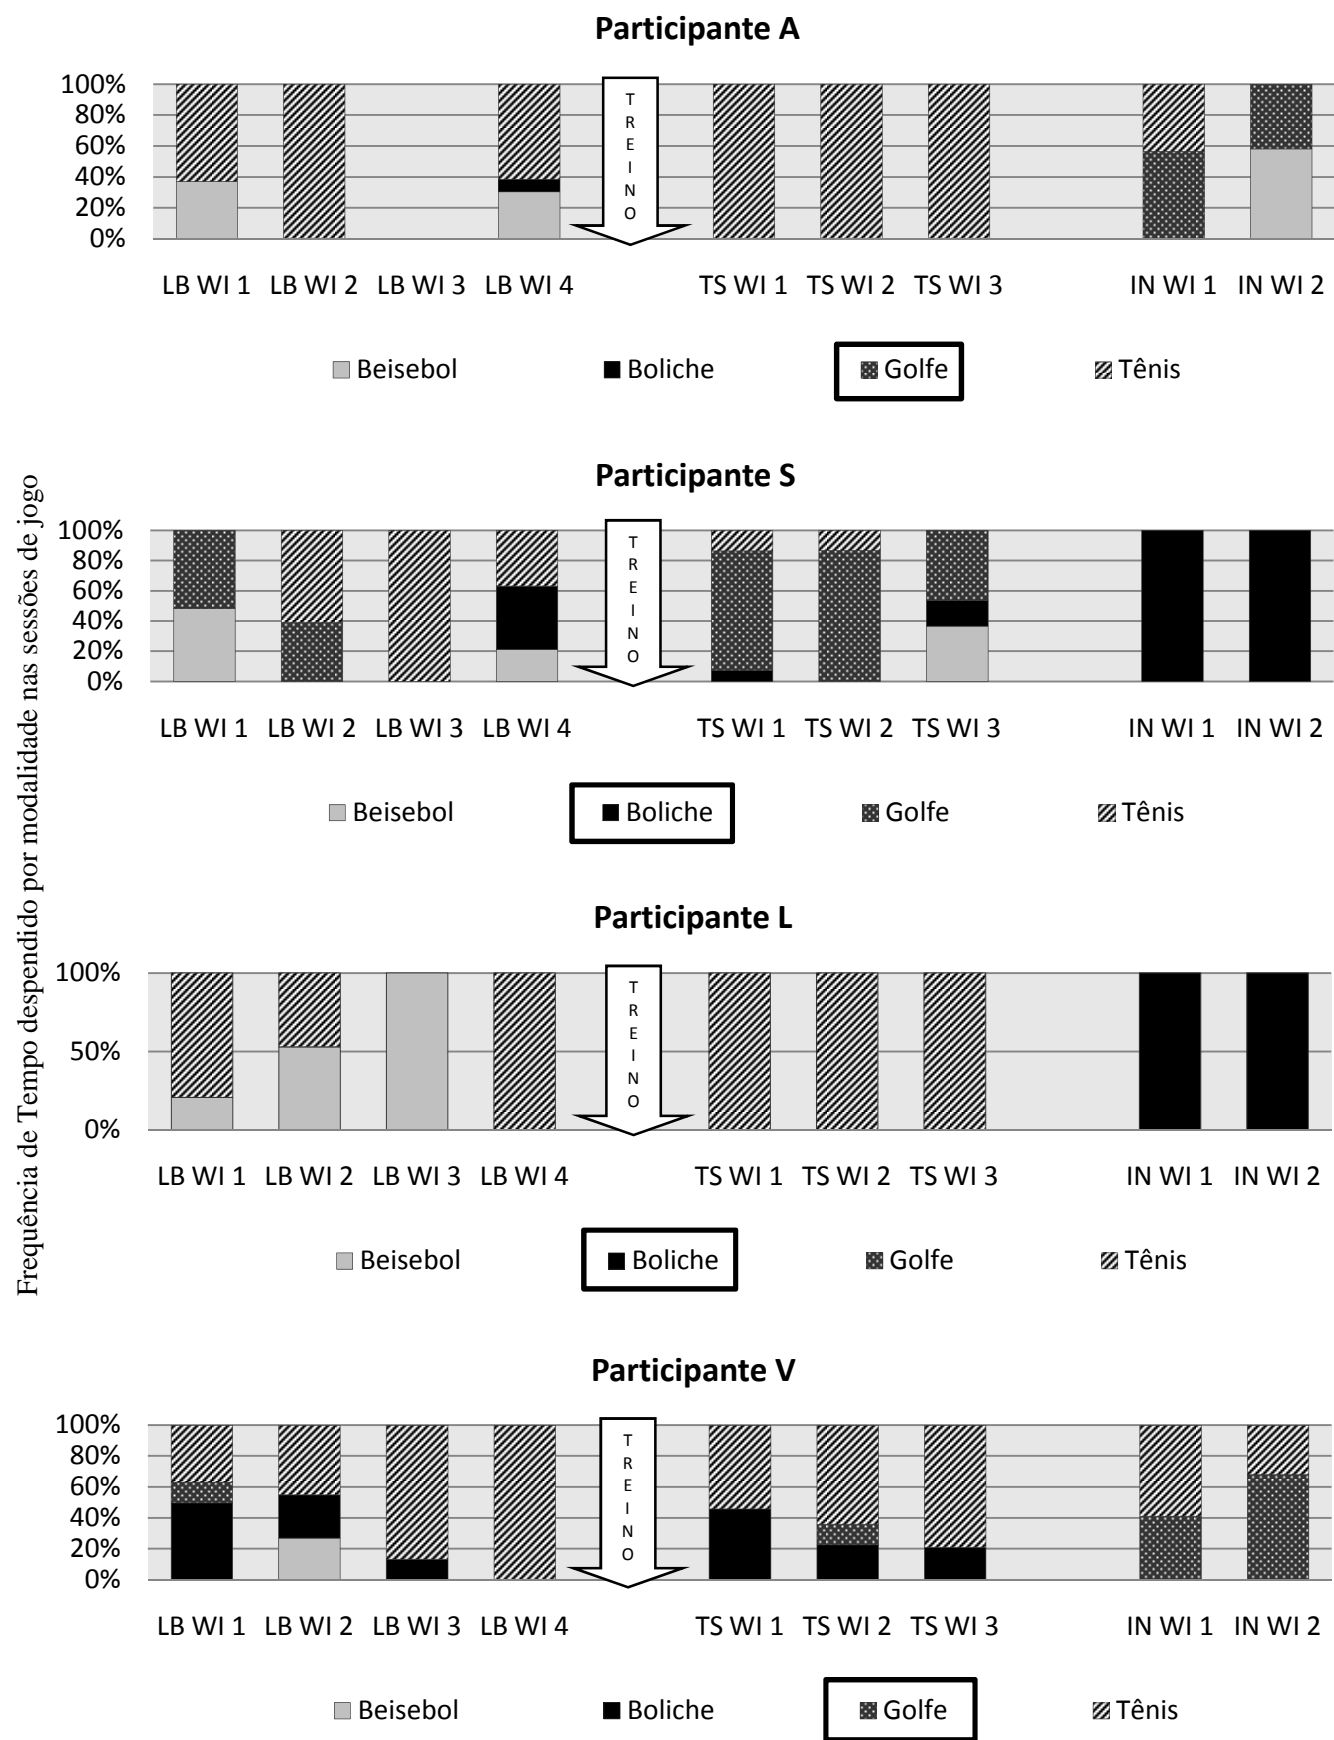 Frequência de Tempo despendido por modalidade nas sessões de jogo
Participante A
100%
80%
60%
40%
20%
0%
TREINO
LB WI 1 LB WI 2 LB WI 3 LB WI 4 TS WI 1 TS WI 2 TS WI 3 IN WI 1 IN WI 2
Beisebol Boliche Golfe Tênis
Participante S
100%
80%
60%
40%
20%
0%
TREINO
LB WI 1 LB WI 2 LB WI 3 LB WI 4 TS WI 1 TS WI 2 TS WI 3 IN WI 1 IN WI 2
Beisebol Boliche Golfe Tênis
Participante L
100%
50%
0%
TREINO
LB WI 1 LB WI 2 LB WI 3 LB WI 4 TS WI 1 TS WI 2 TS WI 3 IN WI 1 IN WI 2
Beisebol Boliche Golfe Tênis
Participante V
100%
80%
60%
40%
20%
0%
TREINO
LB WI 1 LB WI 2 LB WI 3 LB WI 4 TS WI 1 TS WI 2 TS WI 3 IN WI 1 IN WI 2
Beisebol Boliche Golfe Tênis